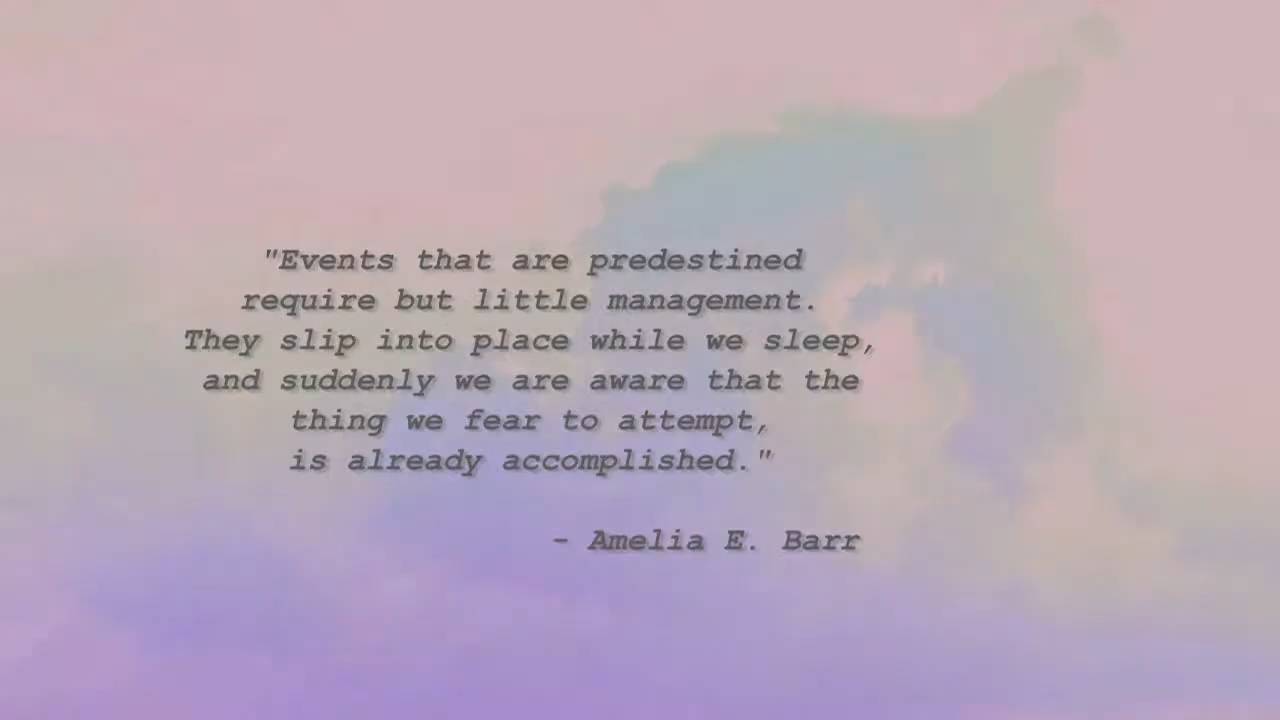 "Events that are predestined
require but little management.
They slip into place while we sleep,
and suddenly we are aware that the
thing we fear to attempt,
is already accomplished."
- Amelia E. Barr